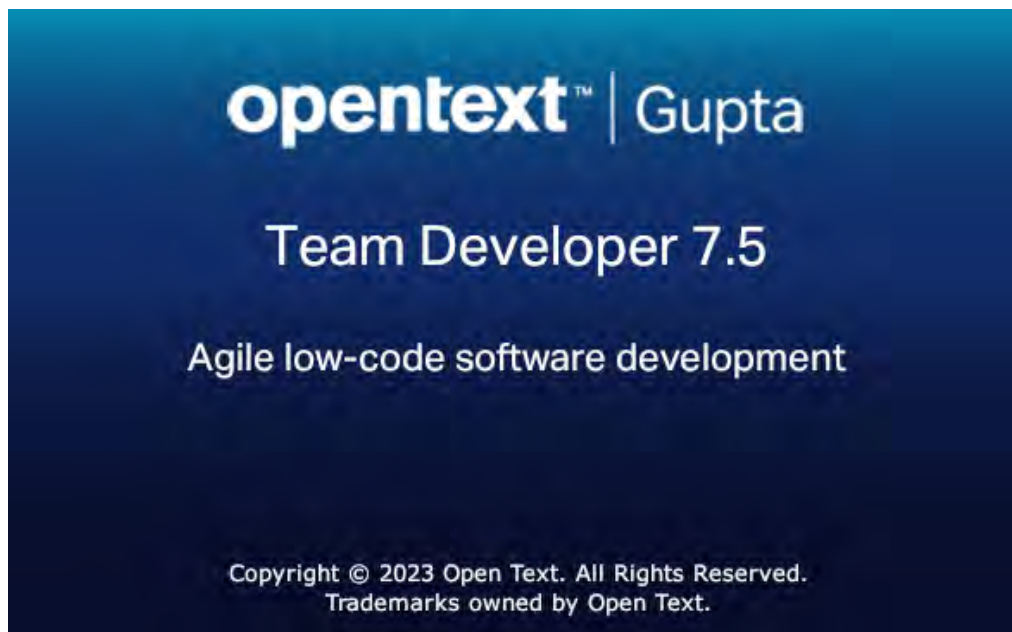 opentext™ | Gupta
Team Developer 7.5
Agile low-code software development
Copyright © 2023 Open Text. All Rights Reserved.
Trademarks owned by Open Text.